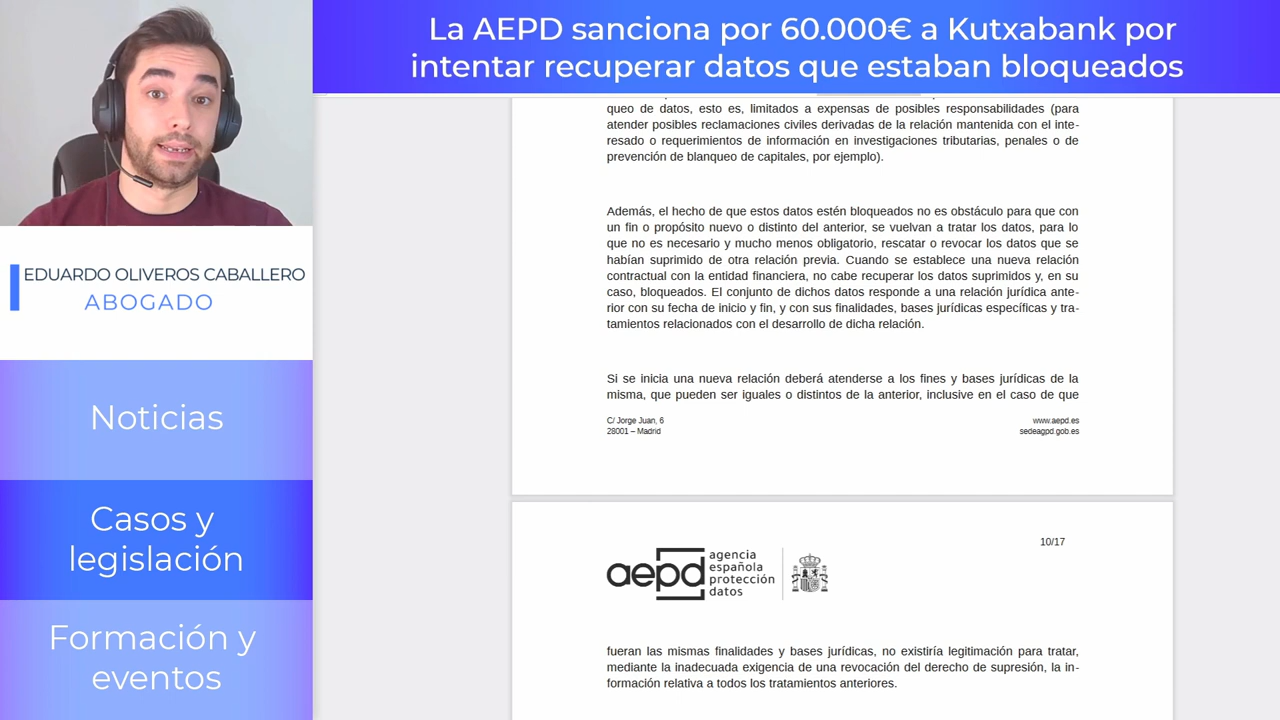 La AEPD sanciona por 60.000€ a Kutxabank por
intentar recuperar datos que estaban bloqueados
EDUARDO OLIVEROS CABALLERO
ABOGADO
Noticias
Casos y
legislación
Formación y
eventos
queo de datos, esto es, limitados a expensas de posibles responsabilidades (para
atender posibles reclamaciones civiles derivadas de la relación mantenida con el inte-
resado o requerimientos de información en investigaciones tributarias, penales o de
prevención de blanqueo de capitales, por ejemplo).
Además, el hecho de que estos datos estén bloqueados no es obstáculo para que con
un fin o propósito nuevo o distinto del anterior, se vuelvan a tratar los datos, para lo
que no es necesario y mucho menos obligatorio, rescatar o revocar los datos que se
habían suprimido de otra relación previa. Cuando se establece una nueva relación
contractual con la entidad financiera, no cabe recuperar los datos suprimidos y, en su
caso, bloqueados. El conjunto de dichos datos responde a una relación jurídica ante-
rior con su fecha de inicio y fin, y con sus finalidades, bases jurídicas específicas y tra-
tamientos relacionados con el desarrollo de dicha relación.
Si se inicia una nueva relación deberá atenderse a los fines y bases jurídicas de la
misma, que pueden ser iguales o distintos de la anterior, inclusive en el caso de que
C/ Jorge Juan, 6
28001 – Madrid
www.aepd.es
sedeagpd.gob.es
10/17
aepd
agencia
española
protección
datos
fueran las mismas finalidades y bases jurídicas, no existiría legitimación para tratar,
mediante la inadecuada exigencia de una revocación del derecho de supresión, la in-
formación relativa a todos los tratamientos anteriores.